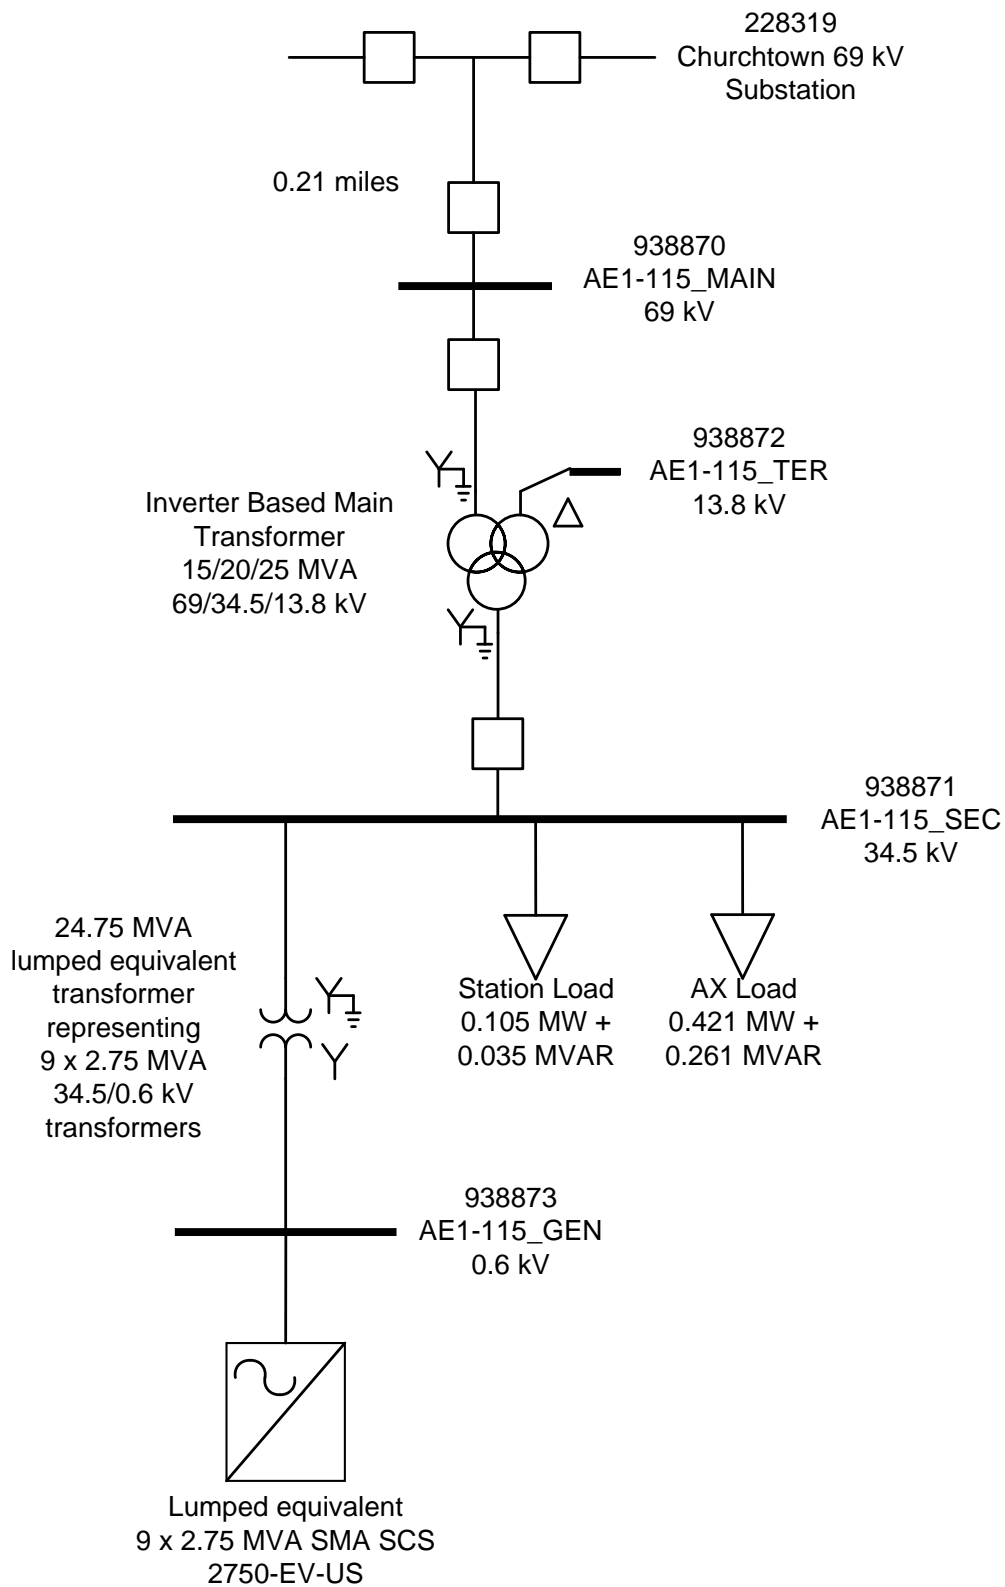 228319
Churchtown 69 kV
Substation
0.21 miles
938870
AE1-115_MAIN
69 kV
938872
AE1-115_TER
13.8 kV
Inverter Based Main
Transformer
15/20/25 MVA
69/34.5/13.8 kV
938871
AE1-115_SEC
34.5 kV
24.75 MVA
lumped equivalent
transformer
representing
9 x 2.75 MVA
34.5/0.6 kV
transformers
Station Load
0.105 MW +
0.035 MVAR
AX Load
0.421 MW +
0.261 MVAR
938873
AE1-115_GEN
0.6 kV
Lumped equivalent
9 x 2.75 MVA SMA SCS
2750-EV-US